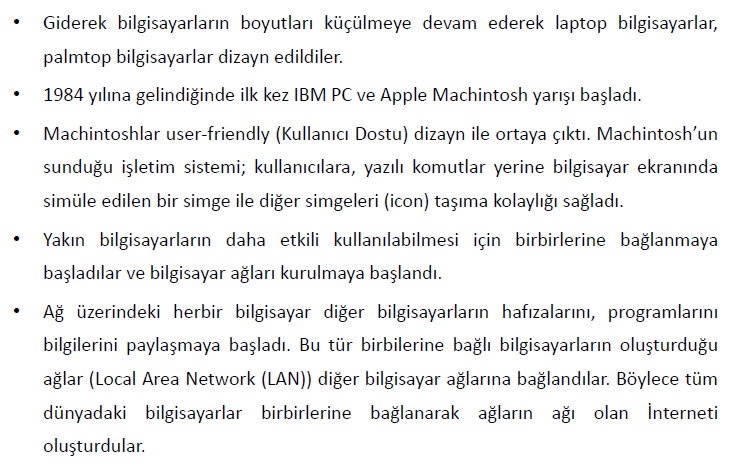 • Giderek bilgisayarların boyutları küçülmeye devam ederek laptop bilgisayarlar,
palmtop bilgisayarlar dizayn edildiler.
• 1984 yılına gelindiğinde ilk kez IBM PC ve Apple Machintosh yarışı başladı.
• Machintoshlar user-friendly (Kullanıcı Dostu) dizayn ile ortaya çıktı. Machintosh’un
sunduğu işletim sistemi; kullanıcılara, yazılı komutlar yerine bilgisayar ekranında
simüle edilen bir simge ile diğer simgeleri (icon) taşıma kolaylığı sağladı.
• Yakın bilgisayarların daha etkili kullanılabilmesi için birbirlerine bağlanmaya
başladılar ve bilgisayar ağları kurulmaya başlandı.
• Ağ üzerindeki herbir bilgisayar diğer bilgisayarların hafızalarını, programlarını
bilgilerini paylaşmaya başladı. Bu tür birbilerine bağlı bilgisayarların oluşturduğu
ağlar (Local Area Network (LAN)) diğer bilgisayar ağlarına bağlandılar. Böylece tüm
dünyadaki bilgisayarlar birbirlerine bağlanarak ağların ağı olan İnterneti
oluşturdular.